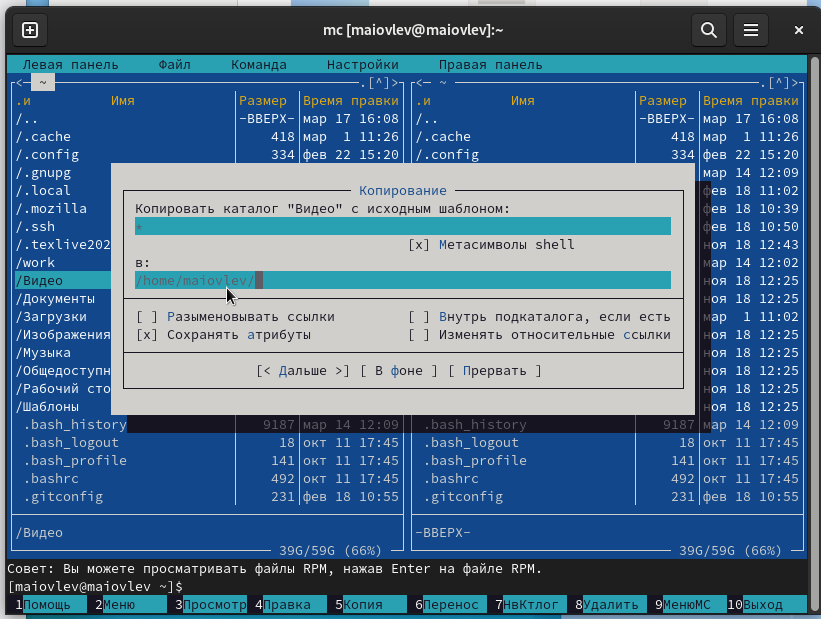 mc [maiovlev@maiovlev]:~
Левая панель Файл Команда Настройки Правая панель
<─ ~ .[^]> <─ ~ .[^]>
.и Имя Размер Время правки .и Имя Размер Время правки
/.. -ВВЕРХ- мар 17 16:08 /.. -ВВЕРХ- мар 17 16:08
/.cache 418 мар 1 11:26 /.cache 418 мар 1 11:26
/.config 334 фев 22 15:20 /.config 334 фев 22 15:20
/.gnupg мар 14 12:09
/.local фев 18 11:02
Копирование
/.mozilla Копировать каталог "Видео" с исходным шаблоном: фев 18 10:39
/.ssh * фев 18 10:50
/.texlive202 [x] Метасимволы shell ноя 18 12:43
/work в: мар 14 12:02
/Видео /home/maiovlev/ ноя 18 12:25
/Документы ноя 18 12:25
/Загрузки [ ] Разыменовывать ссылки [ ] Внутрь подкаталога, если есть мар 1 11:02
/Изображения [x] Сохранять атрибуты [ ] Изменять относительные ссылки ноя 18 12:25
/Музыка ноя 18 12:25
/Общедоступн [< Дальше >] [ В фоне ] [ Прервать ] ноя 18 12:25
/Рабочий сто ноя 18 12:25
/Шаблоны ноя 18 12:25
.bash_history 9187 мар 14 12:09 .bash_history 9187 мар 14 12:09
.bash_logout 18 окт 11 17:45 .bash_logout 18 окт 11 17:45
.bash_profile 141 окт 11 17:45 .bash_profile 141 окт 11 17:45
.bashrc 492 окт 11 17:45 .bashrc 492 окт 11 17:45
.gitconfig 231 фев 18 10:55 .gitconfig 231 фев 18 10:55
/Видео -ВВЕРХ-
39G/59G (66%) 39G/59G (66%)
Совет: Вы можете просматривать файлы RPM, нажав Enter на файле RPM.
[maiovlev@maiovlev ~]$
1Помощь 2Меню 3Просмотр 4Правка 5Копия 6Перенос 7НвКтлог 8Удалить 9МенюМС 10Выход